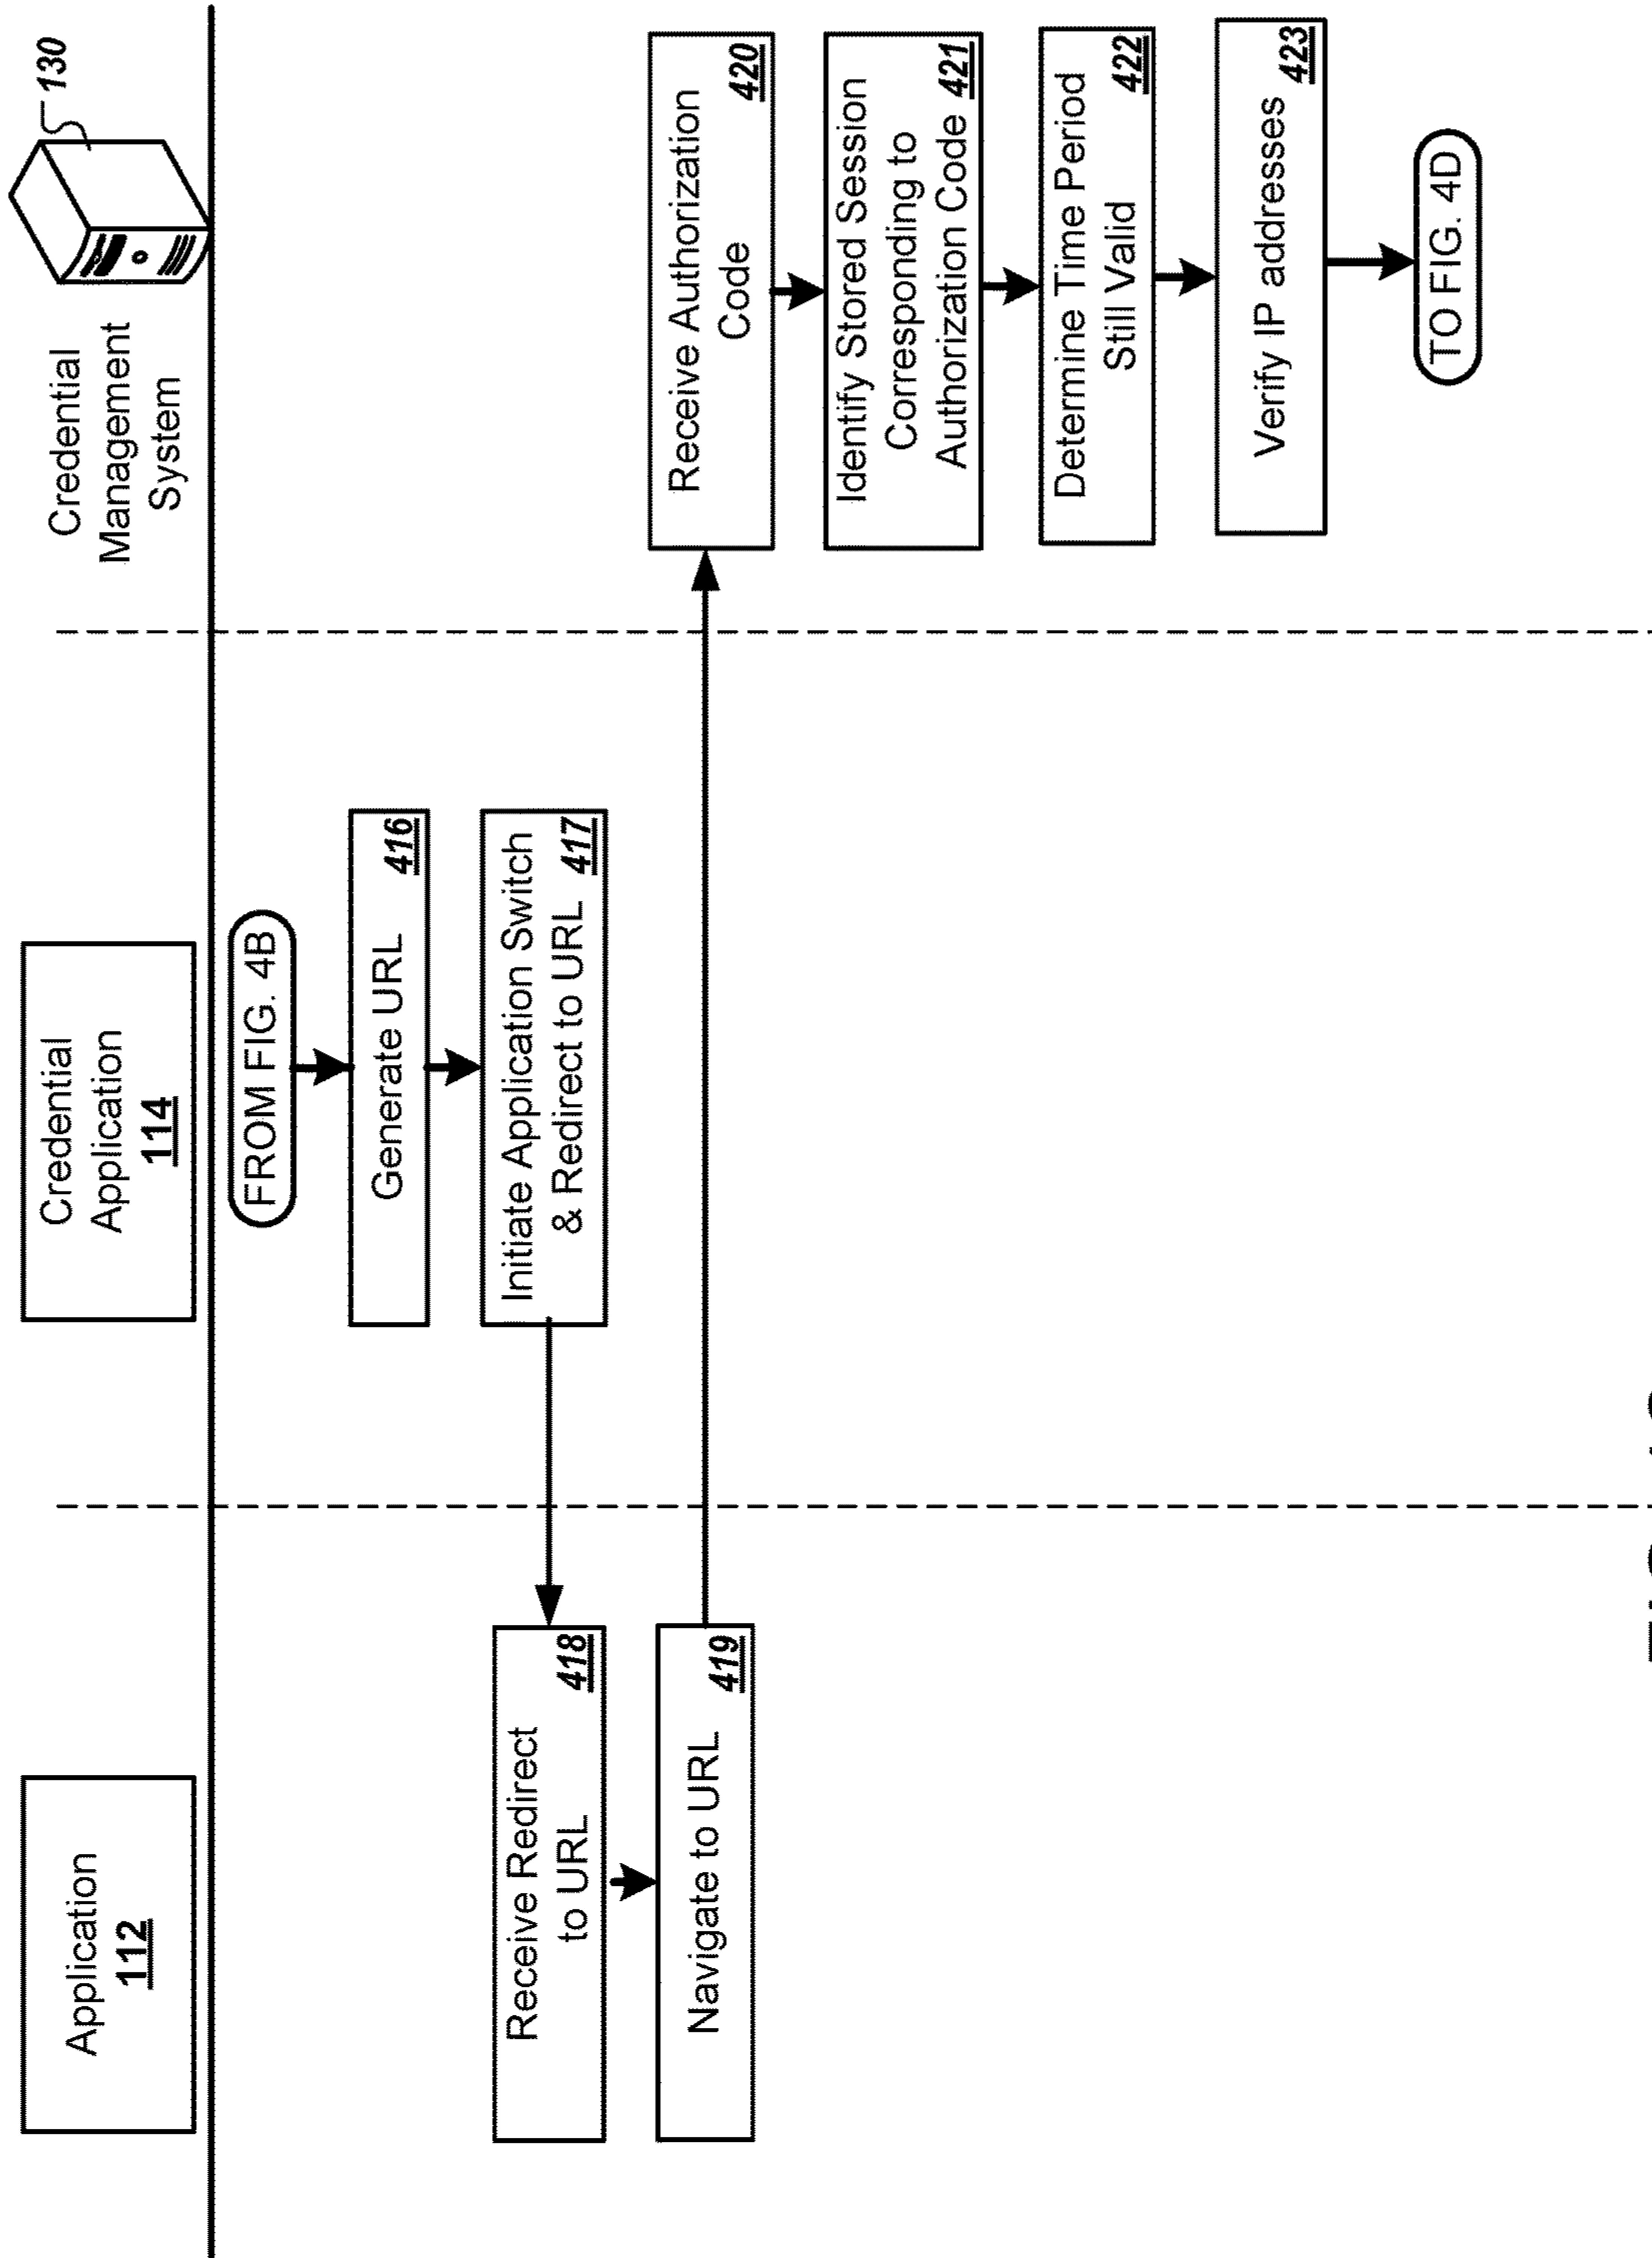 Application
112
Credential
Application
114
Credential
Management
System
130
FROM FIG. 4B
Generate URL
416
Initiate Application Switch
& Redirect to URL 417
Receive Redirect
to URL
418
Navigate to URL
419
Receive Authorization
Code
420
Identify Stored Session
Corresponding to
Authorization Code 421
Determine Time Period
Still Valid
422
Verify IP addresses
423
TO FIG. 4D